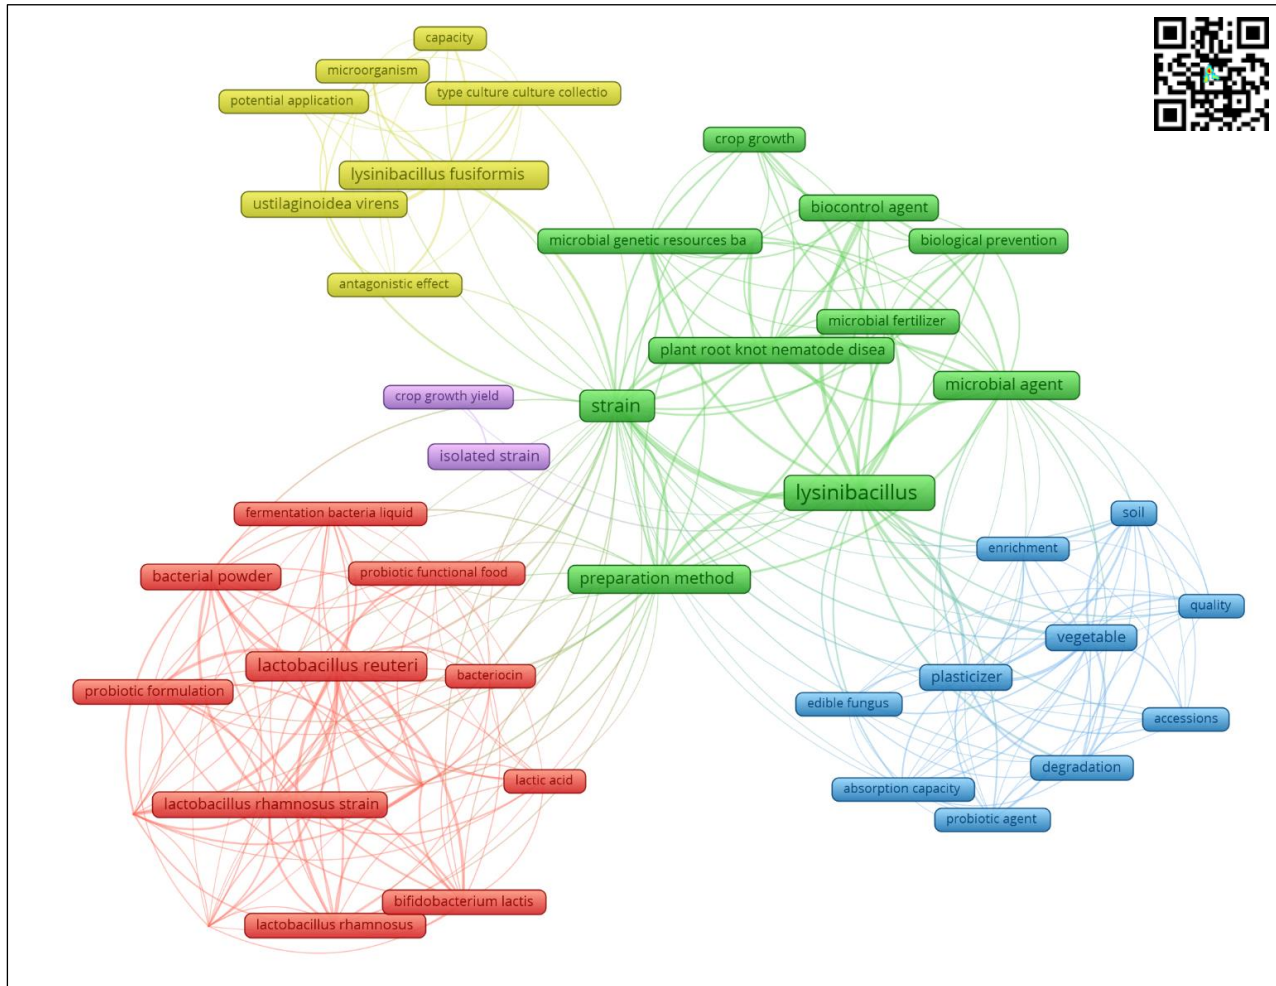 capacity
microorganism
type culture culture collectio
potential application
crop growth
lysinibacillus fusiformis
ustilaginoidea virens
biocontrol agent
microbial genetic resources ba
biological prevention
antagonistic effect
microbial fertilizer
plant root knot nematode disea
microbial agent
crop growth yield
strain
isolated strain
lysinibacillus
fermentation bacteria liquid
soil
enrichment
bacterial powder
probiotic functional food
preparation method
quality
vegetable
lactobacillus reuteri
bacteriocin
plasticizer
probiotic formulation
edible fungus
accessions
degradation
lactic acid
absorption capacity
lactobacillus rhamnosus strain
probiotic agent
bifidobacterium lactis
lactobacillus rhamnosus